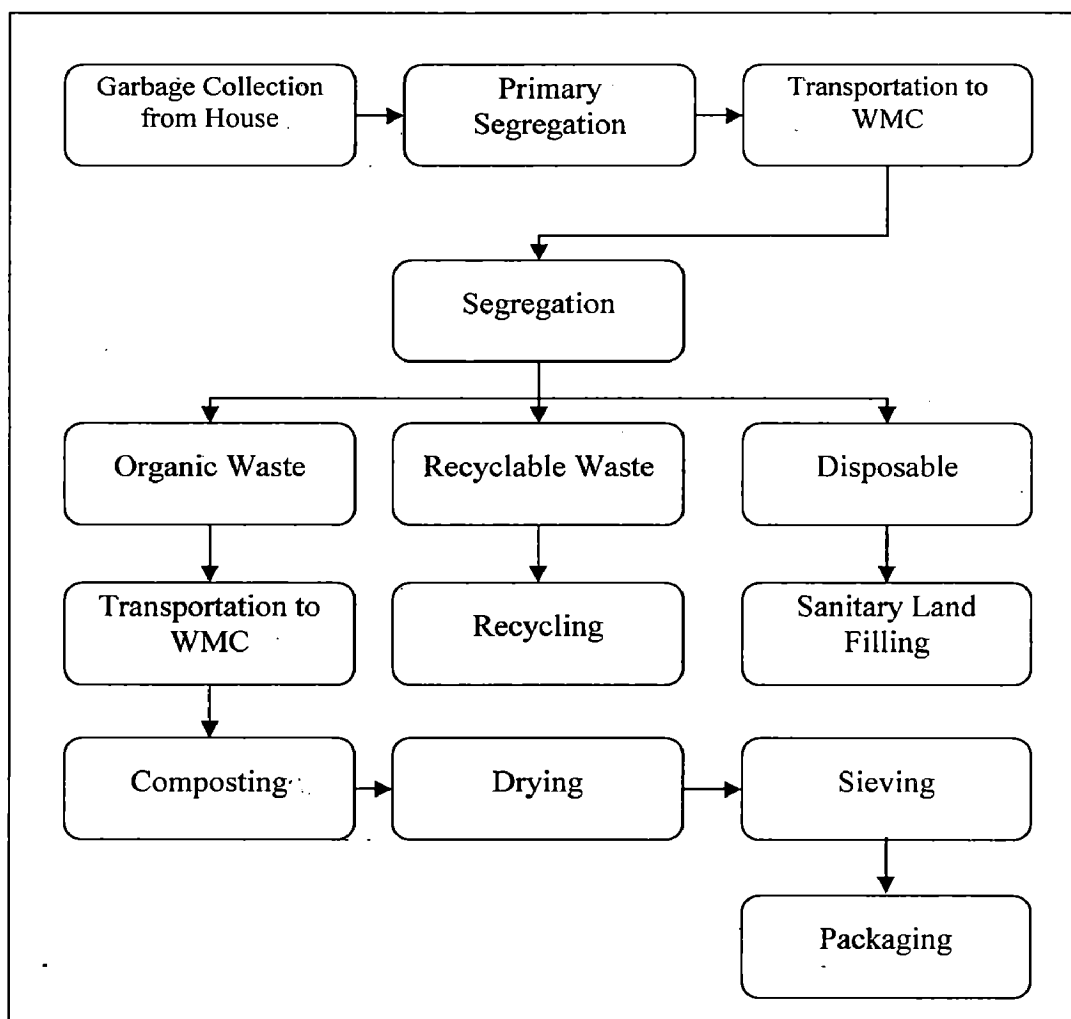 Garbage Collection
from House
Primary
Segregation
Transportation to
WMC
Segregation
Organic Waste
Recyclable Waste
Disposable
Transportation to
WMC
Recycling
Sanitary Land
Filling
Composting
Drying
Sieving
Packaging